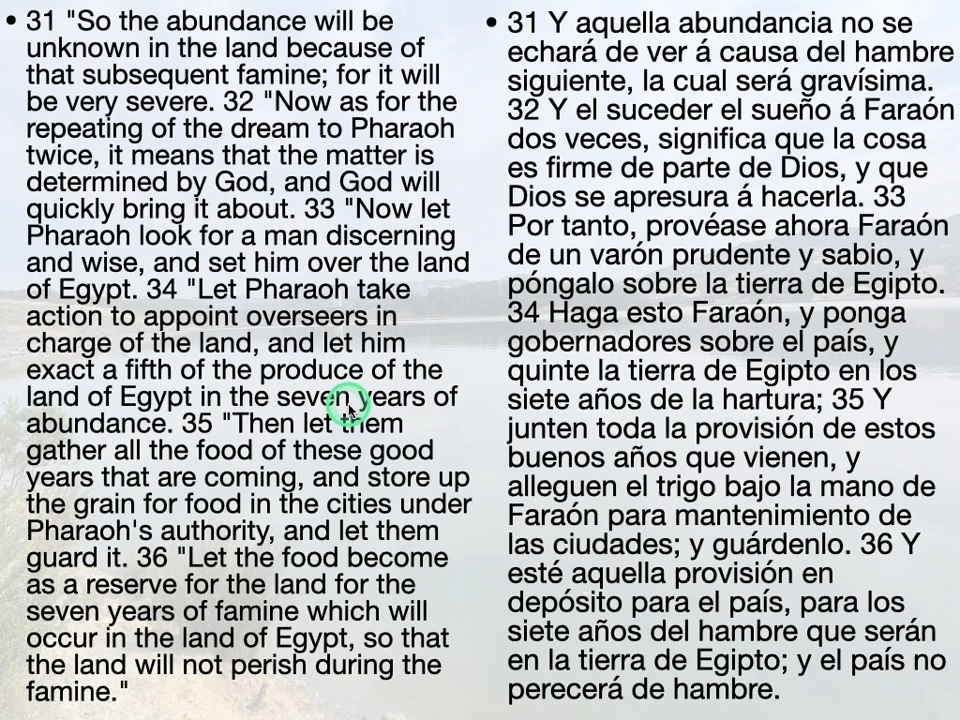 • 31 "So the abundance will be
unknown in the land because of
that subsequent famine; for it will
be very severe. 32 "Now as for the
repeating of the dream to Pharaoh
twice, it means that the matter is
determined by God, and God will
quickly bring it about. 33 "Now let
Pharaoh look for a man discerning
and wise, and set him over the land
of Egypt. 34 "Let Pharaoh take
action to appoint overseers in
charge of the land, and let him
exact a fifth of the produce of the
land of Egypt in the seven years of
abundance. 35 "Then let them
gather all the food of these good
years that are coming, and store up
the grain for food in the cities under
Pharaoh's authority, and let them
guard it. 36 "Let the food become
as a reserve for the land for the
seven years of famine which will
occur in the land of Egypt, so that
the land will not perish during the
famine."
• 31 Y aquella abundancia no se
echará de ver á causa del hambre
siguiente, la cual será gravísima.
32 Y el suceder el sueño á Faraón
dos veces, significa que la cosa
es firme de parte de Dios, y que
Dios se apresura á hacerla. 33
Por tanto, provéase ahora Faraón
de un varón prudente y sabio, y
póngalo sobre la tierra de Egipto.
34 Haga esto Faraón, y ponga
gobernadores sobre el país, y
quinte la tierra de Egipto en los
siete años de la hartura; 35 Y
junten toda la provisión de estos
buenos años que vienen, y
alleguen el trigo bajo la mano de
Faraón para mantenimiento de
las ciudades; y guárdenlo. 36 Y
esté aquella provisión en
depósito para el país, para los
siete años del hambre que serán
en la tierra de Egipto; y el país no
perecerá de hambre.